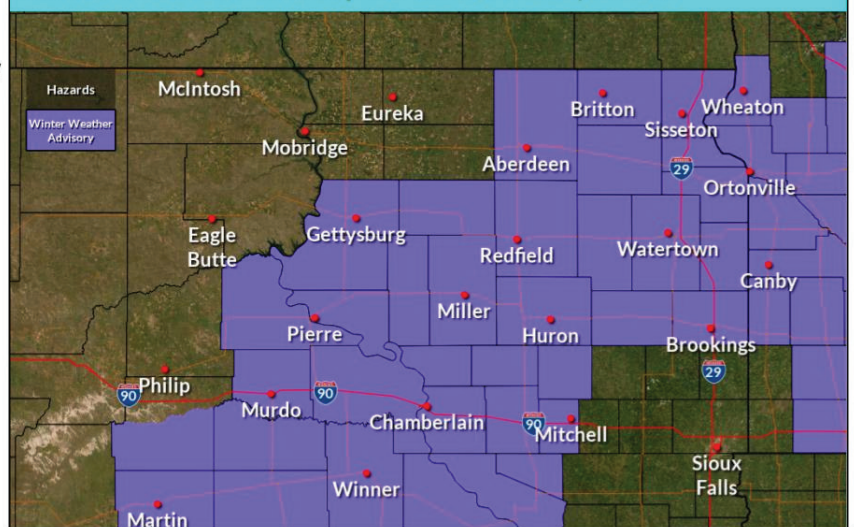 Hazards
Winter Weather
Advisory
McIntosh
Eureka
Mobridge
Britton
Wheaton
Sisseton
Aberdeen
29
Ortonville
Eagle
Butte
Gettysburg
Redfield
Watertown
Canby
Miller
Pierre
Huron
Brookings
29
Philip
90
Murdo
90
Chamberlain
90
Mitchell
Sioux
Falls
Winner
Martin